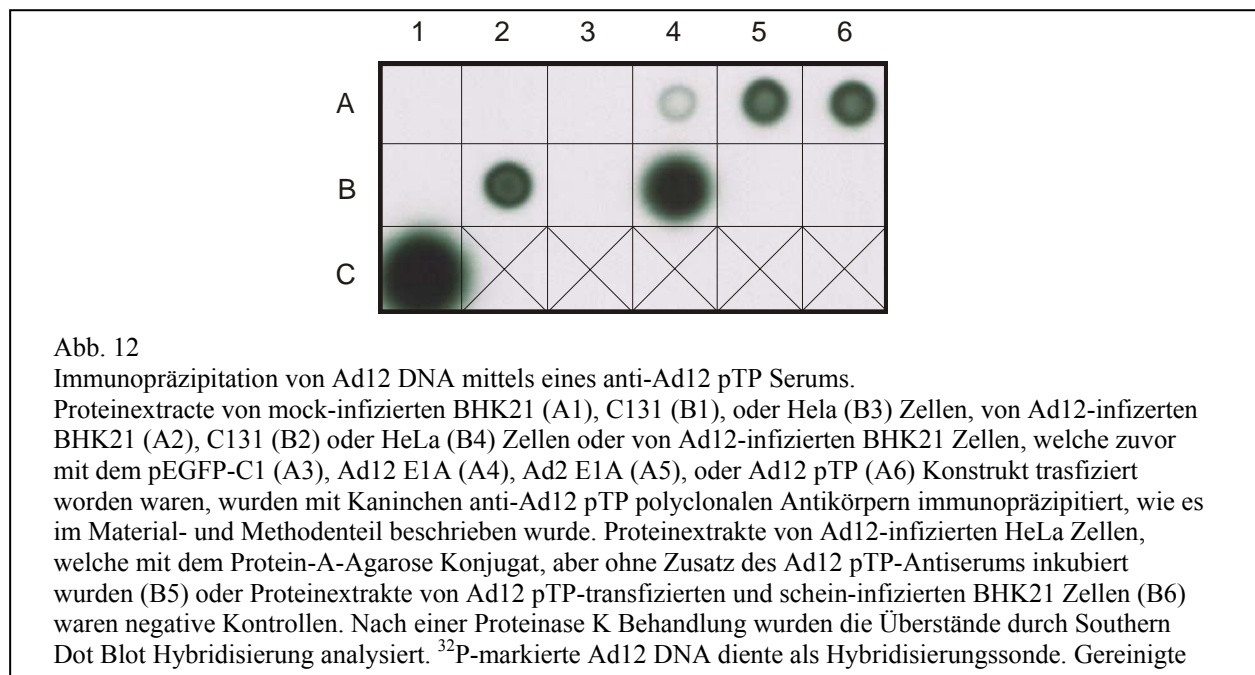 1 2 3 4 5 6
A
B
C
Abb. 12
Immunopräzipitation von Ad12 DNA mittels eines anti-Ad12 pTP Serums.
Proteinextracte von mock-infizierten BHK21 (A1), C131 (B1), oder Hela (B3) Zellen, von Ad12-infizerten
BHK21 (A2), C131 (B2) oder HeLa (B4) Zellen oder von Ad12-infizierten BHK21 Zellen, welche zuvor
mit dem pEGFP-C1 (A3), Ad12 E1A (A4), Ad2 E1A (A5), oder Ad12 pTP (A6) Konstrukt trasfiziert
worden waren, wurden mit Kaninchen anti-Ad12 pTP polyclonalen Antikörpern immunopräzipitiert, wie es
im Material- und Methodenteil beschrieben wurde. Proteinextrakte von Ad12-infizierten HeLa Zellen,
welche mit dem Protein-A-Agarose Konjugat, aber ohne Zusatz des Ad12 pTP-Antiserums inkubiert
wurden (B5) oder Proteinextrakte von Ad12 pTP-transfizierten und schein-infizierten BHK21 Zellen (B6)
waren negative Kontrollen. Nach einer Proteinase K Behandlung wurden die Überstände durch Southern
Dot Blot Hybridisierung analysiert. ³²P-markierte Ad12 DNA diente als Hybridisierungssonde. Gereinigte